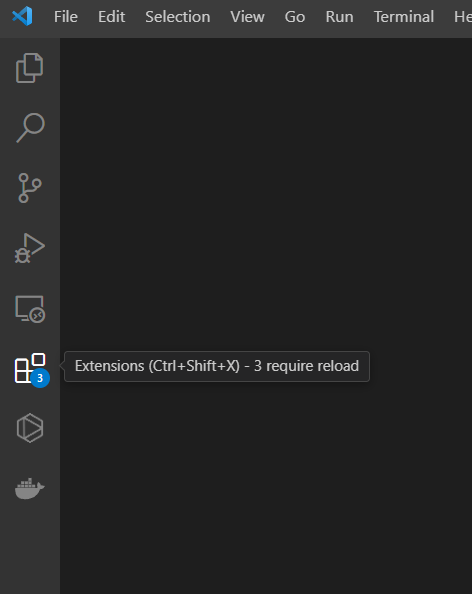 File Edit Selection View Go Run Terminal He
Extensions (Ctrl+Shift+X) - 3 require reload
3